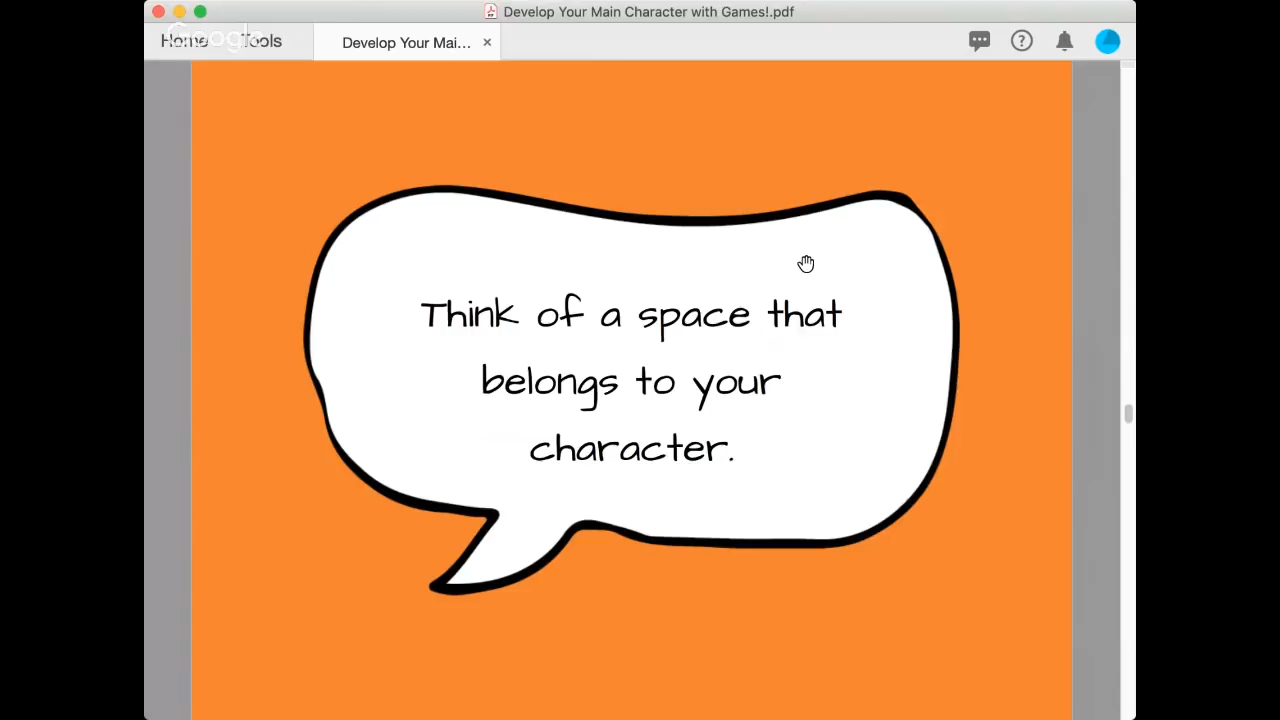 Develop Your Main Character with Games!.pdf
Home Tools Develop Your Mai... ×
Google
Think of a space that
belongs to your
character.